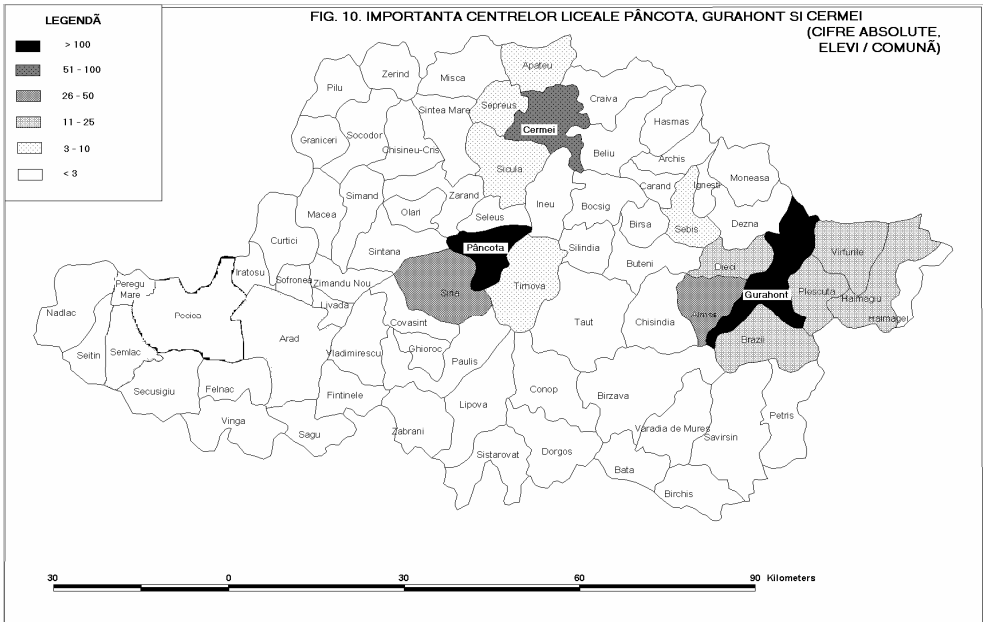 FIG. 10. IMPORTANTA CENTRELOR LICEALE PÂNCOTA, GURAHONT SI CERMEI
(CIFRE ABSOLUTE,
ELEVI / COMUNÃ)
LEGENDÃ
> 100
51 - 100
26 - 50
11 - 25
3 - 10
< 3
Apateu
Zerind
Misca
Pilu
Craiva
Sepreus
Sintea Mare
Hasmas
Cermei
Socodor
Graniceri
Chisineu-Cris
Beliu
Archis
Sicula
Moneasa
Carand
Ignesti
Simand
Zarand
Ineu
Bocsig
Olari
Macea
Seleus
Birsa
Dezna
Sebis
Curtici
Pâncota
Silindia
Sintana
Virfurile
Buteni
Dieci
Iratosu
Sofronea
Zimandu Nou
Peregu
Mare
Tirnova
Siria
Plescuta
Gurahont
Halmagiu
Livada
Nadlac
Pecica
Halmagel
Covasint
Taut
Chisindia
Almas
Arad
Brazii
Ghioroc
Seitin
Semlac
Vladimirescu
Paulis
Secusigiu
Felnac
Fintinele
Conop
Birzava
Lipova
Petris
Vinga
Varadia de Mures
Zabrani
Sagu
Savirsin
Dorgos
Sistarovat
Bata
Birchis
30
0
30
60
90 Kilometers